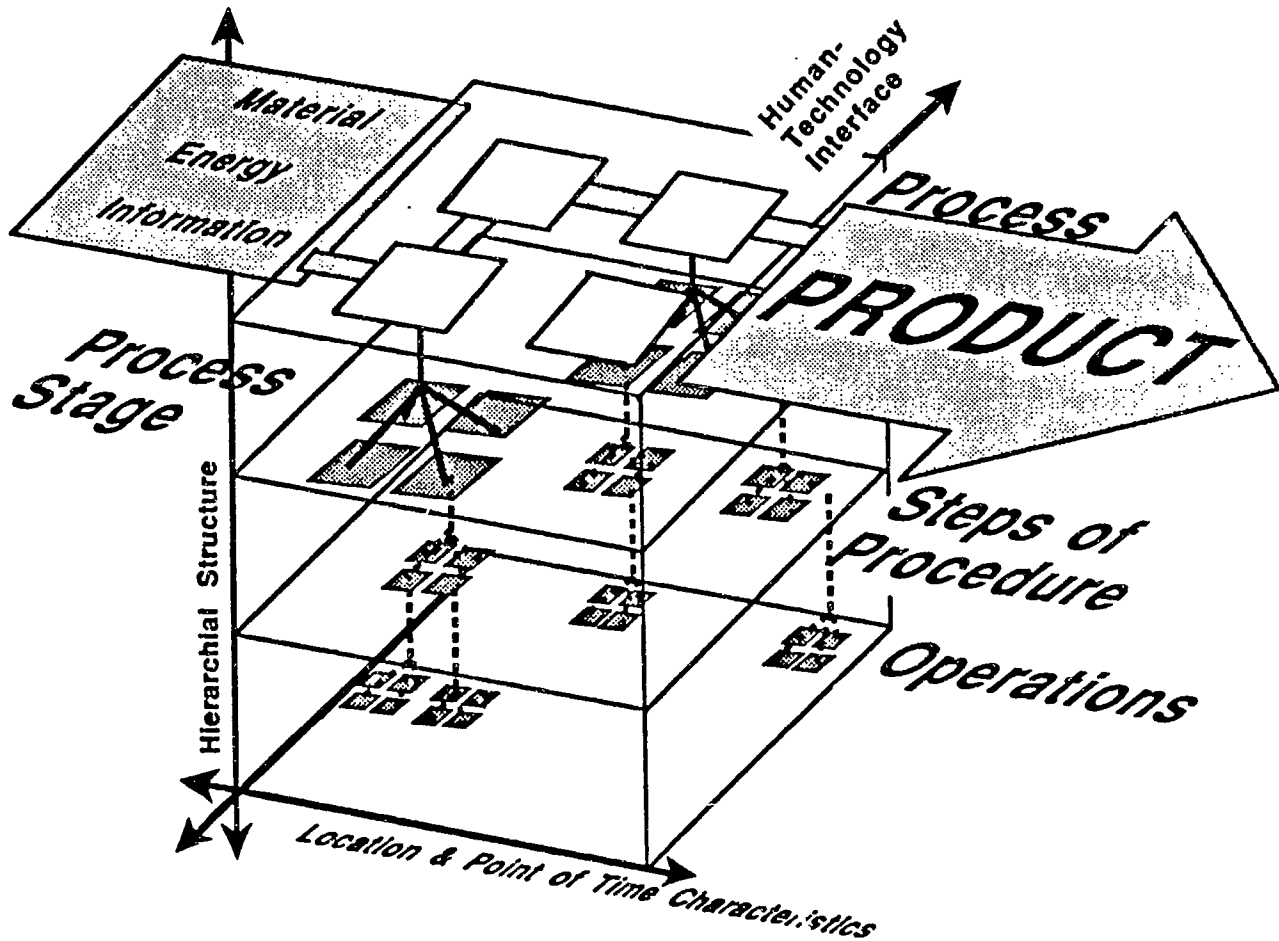 Material
Energy
Information
Human-
Technology
Interface
Process
PRODUCT
Process
Stage
Steps of
Procedure
Operations
Hierarchial Structure
Location & Point of Time Characteristics